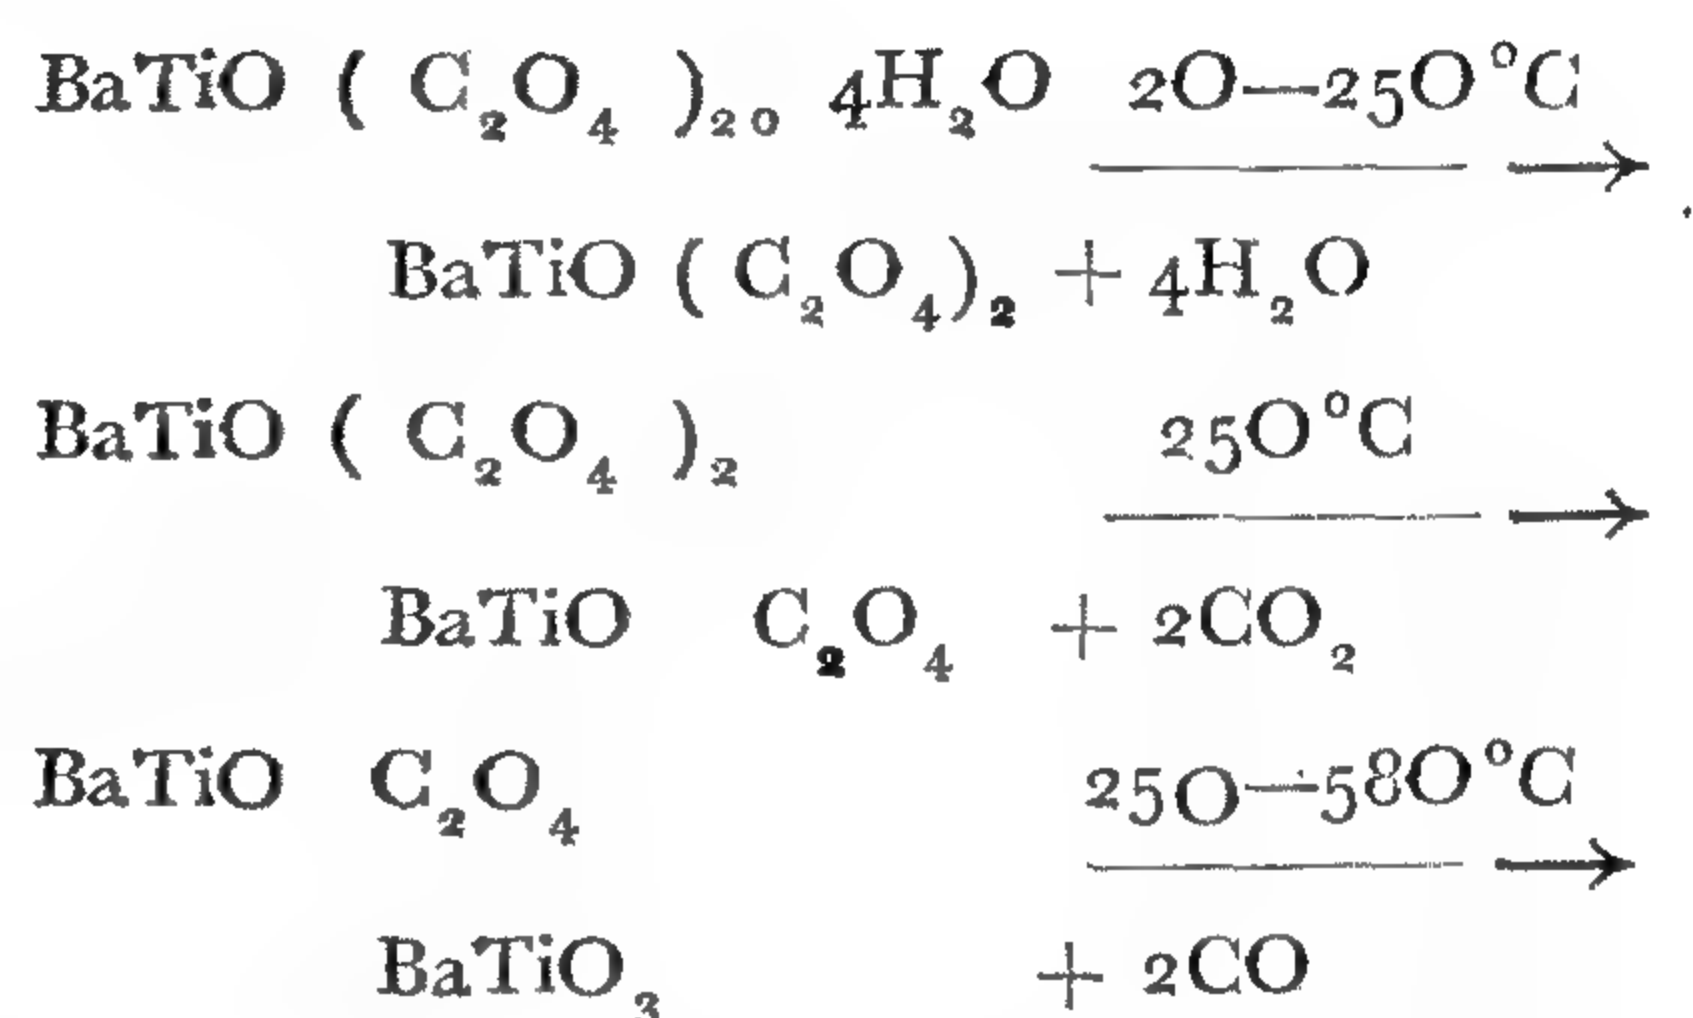 BaTiO ( C₂O₄ )₂₀ 4H₂O 20—250°C
⟶
BaTiO ( C₂O₄)₂ + 4H₂O
BaTiO ( C₂O₄ )₂ 250°C
⟶
BaTiO C₂O₄ + 2CO₂
BaTiO C₂O₄ 250—580°C
⟶
BaTiO₃ + 2CO